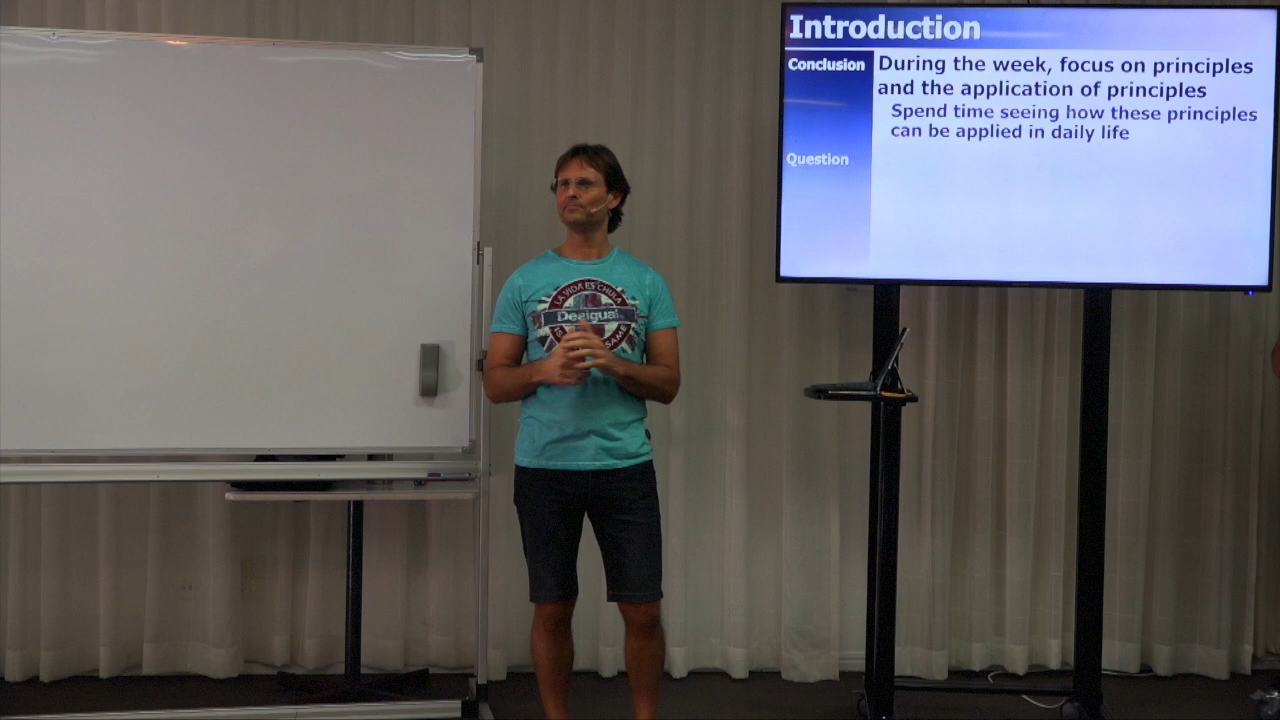 Introduction
Conclusion
During the week, focus on principles
and the application of principles
Spend time seeing how these principles
can be applied in daily life
Question
LA VIDA ES CHULA
Desigual.
SAME